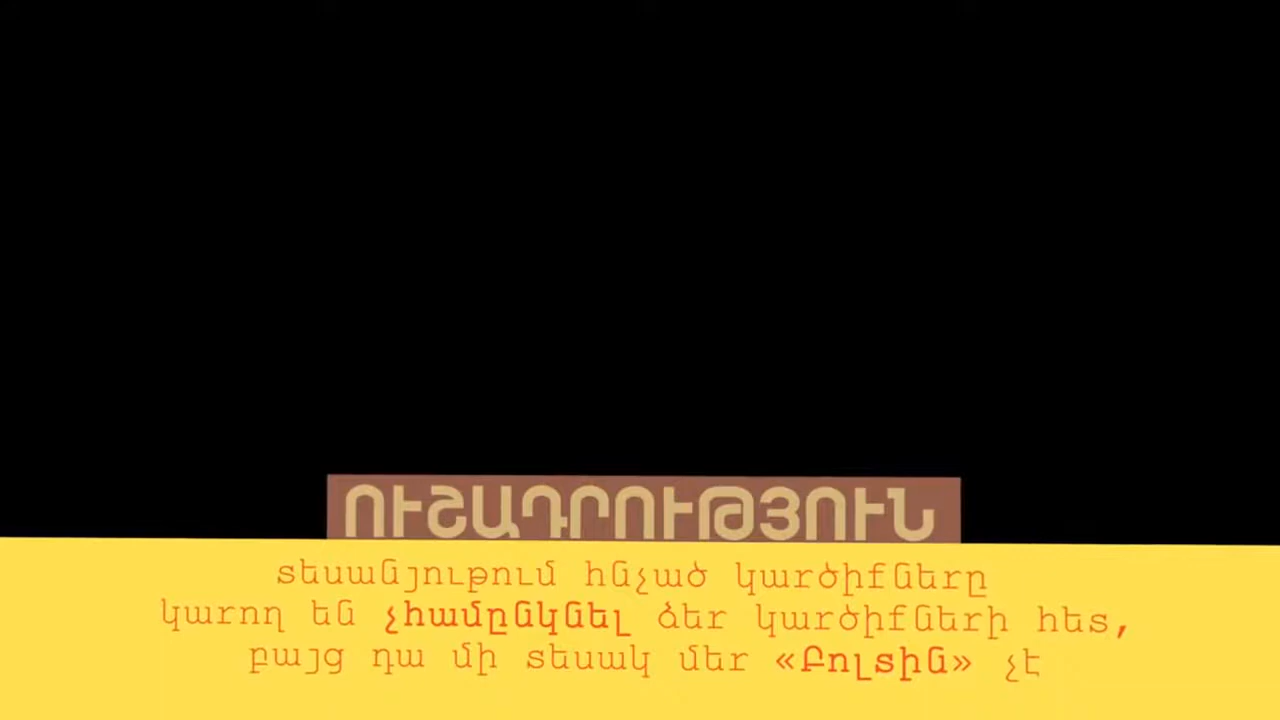 ՈՒՇԱԴՐՈՒԹՅՈՒՆ
տեսանյութում հնչած կարծիքները
կարող են չհամընկնել ձեր կարծիքների հետ,
բայց դա մի տեսակ մեր «Բոլտին» չէ